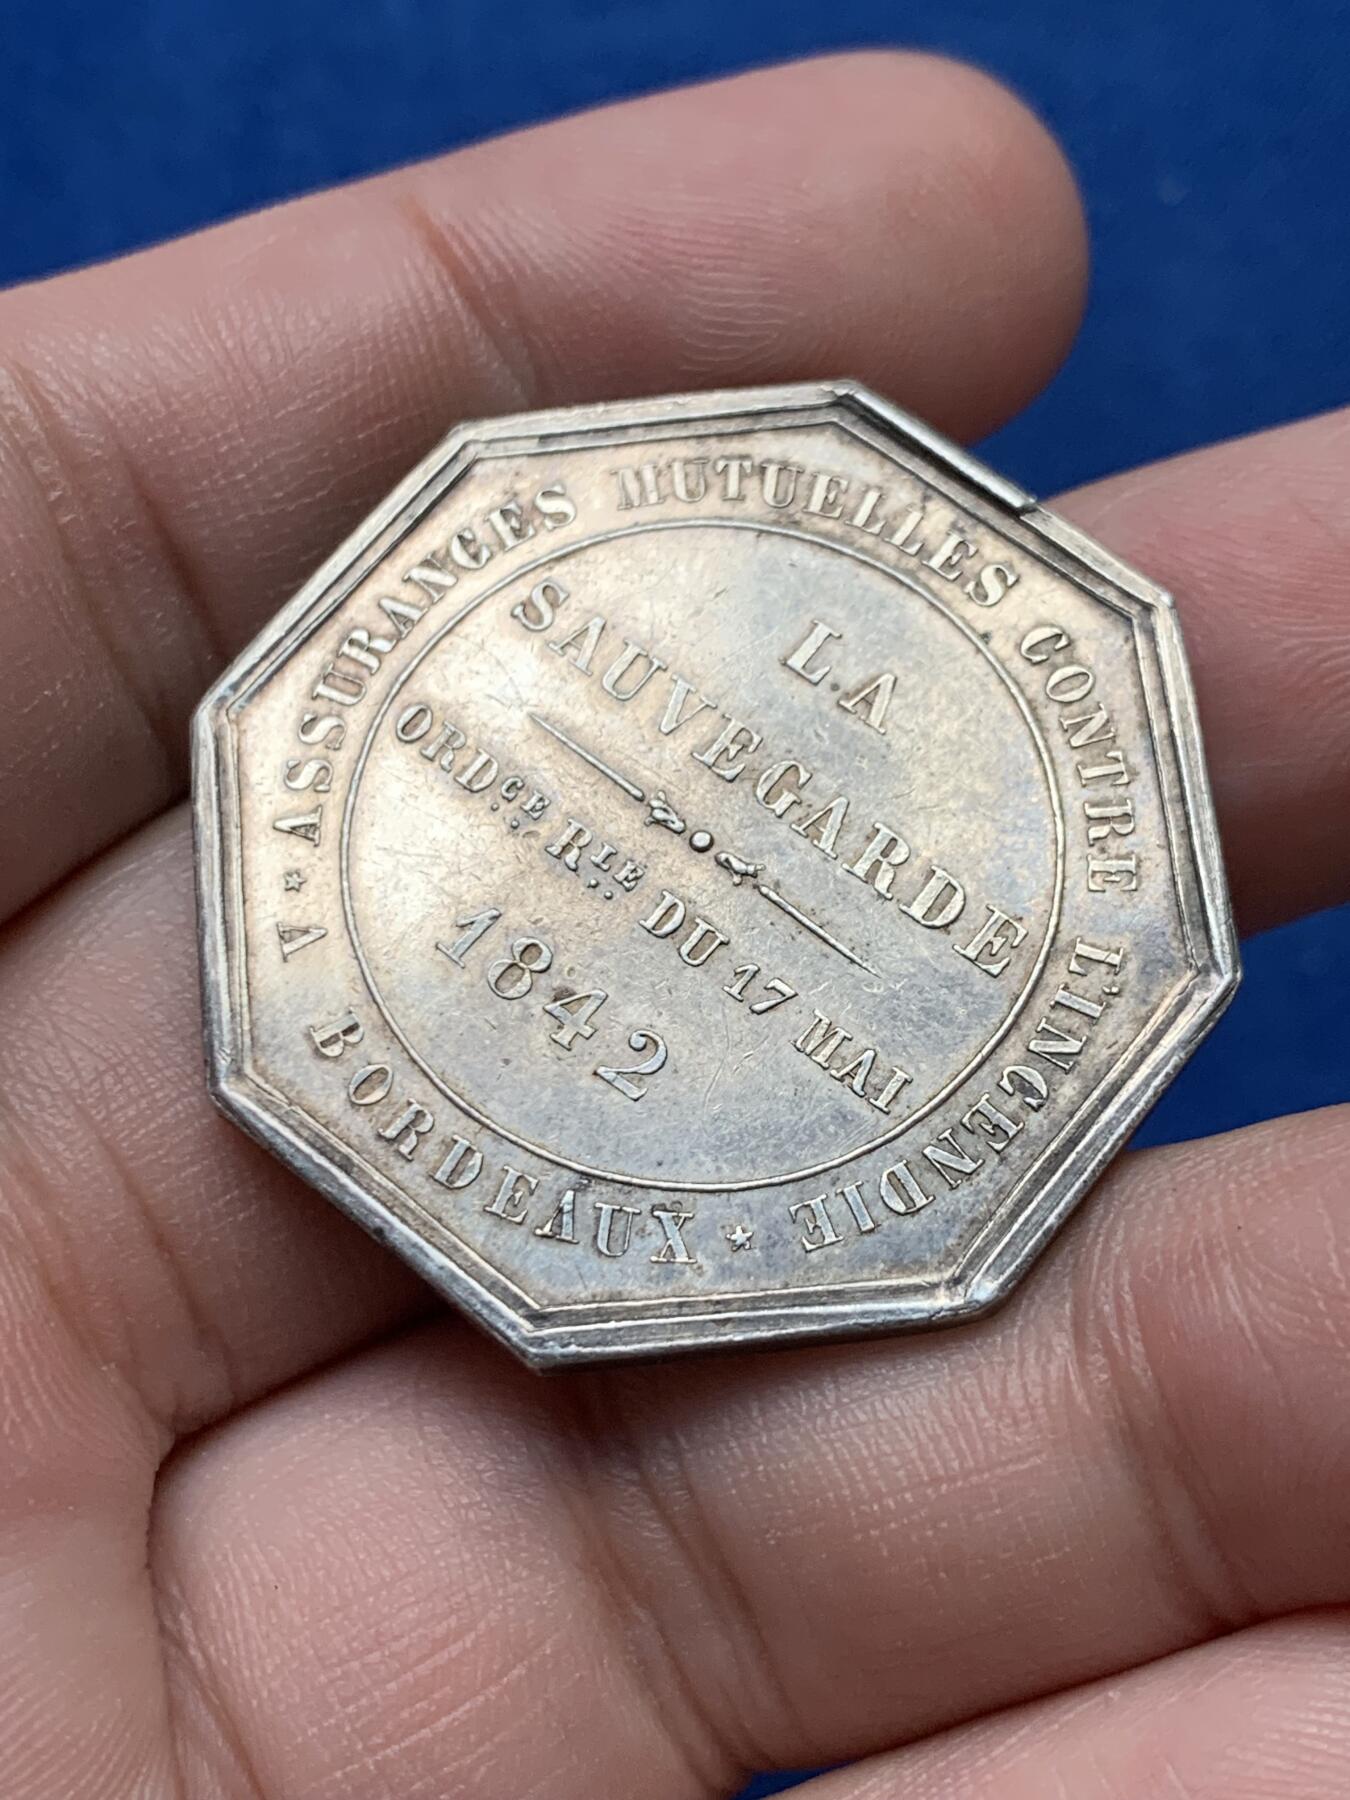 ASSURANCES MUTUELLES CONTRE L'INCENDIE
* A BORDEAUX *
LA
SAUVEGARDE
ORD.CE R.LE DU 17 MAI
1842